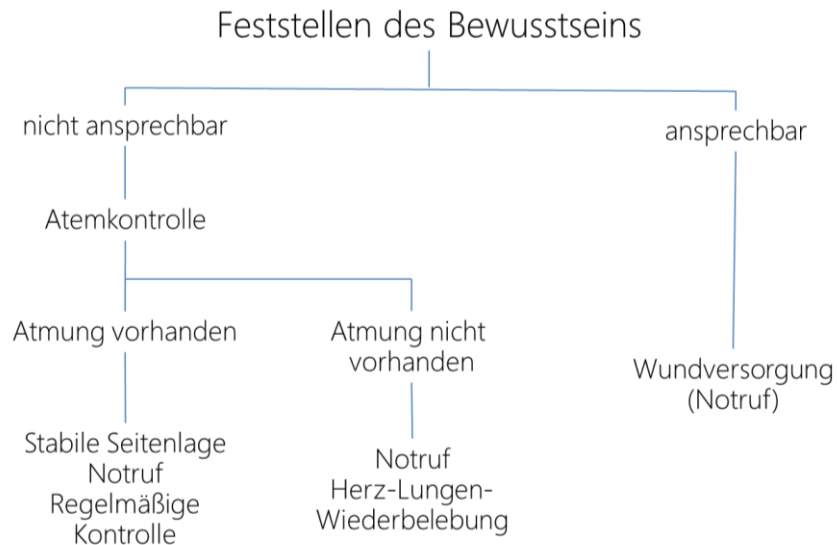 Feststellen des Bewusstseins
nicht ansprechbar
ansprechbar
Atemkontrolle
Atmung vorhanden
Atmung nicht
vorhanden
Wundversorgung
(Notruf)
Stabile Seitenlage
Notruf
Regelmäßige
Kontrolle
Notruf
Herz-Lungen-
Wiederbelebung